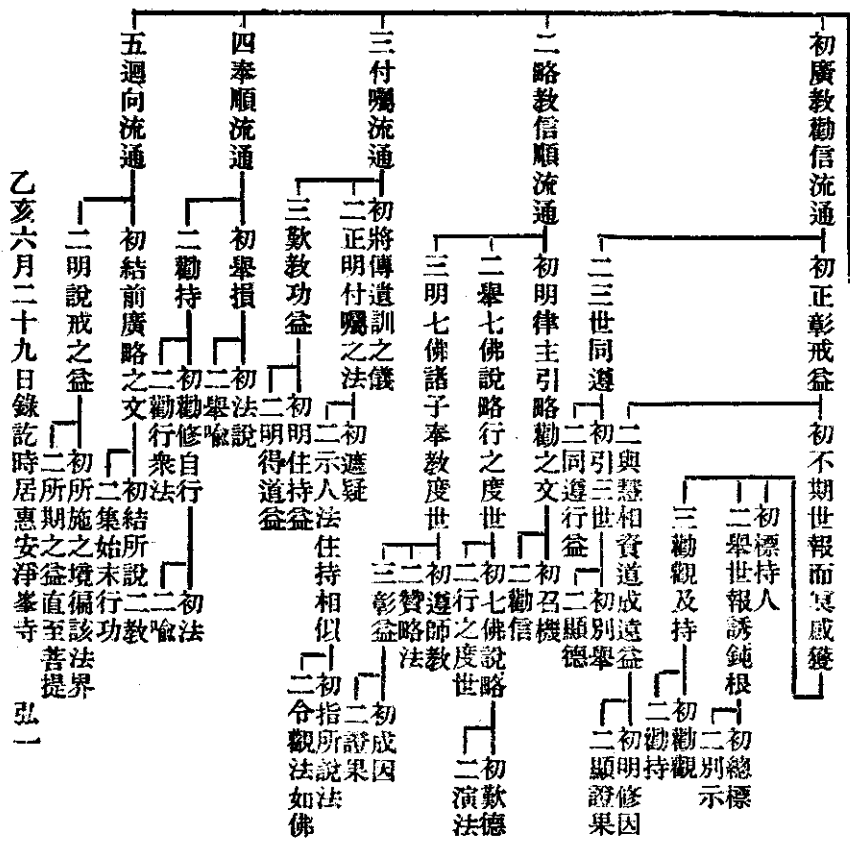 初廣教勸信流通
初正彰戒益
初不期世報而冥感獲
初標持人
二舉世報誘鈍根
初總標
二別示
三勸觀及持
初勸觀
二勸持
二與慧相資道成遠益
初明修因
二顯證果
二三世同遵
初引三世
初別舉
二顯德
二同遵行益
二略教信順流通
初明律主引略勸之文
初召機
二勸信
二舉七佛說略行之度世
初七佛說略
初歎德
二演法
二行之度世
三明七佛諸子奉教度世
初遵師教
二贊略法
三彰益
初成因
二證果
三付囑流通
初將傳遺訓之儀
二正明付囑之法
初遮疑
二示人法住持相似
初指所說法
二令觀法如佛
三歎教功益
初明住持益
二明得道益
四奉順流通
初舉損
初法說
二舉喻
二勸持
初勸修自行
初法
二喻
二勸行衆法
五迴向流通
初結前廣略之文
初結所說二教
二集始末行功
二明說戒之益
初所施之境徧該法界
二所期之益直至菩提
乙亥六月二十九日錄訖時居惠安淨峯寺 弘一